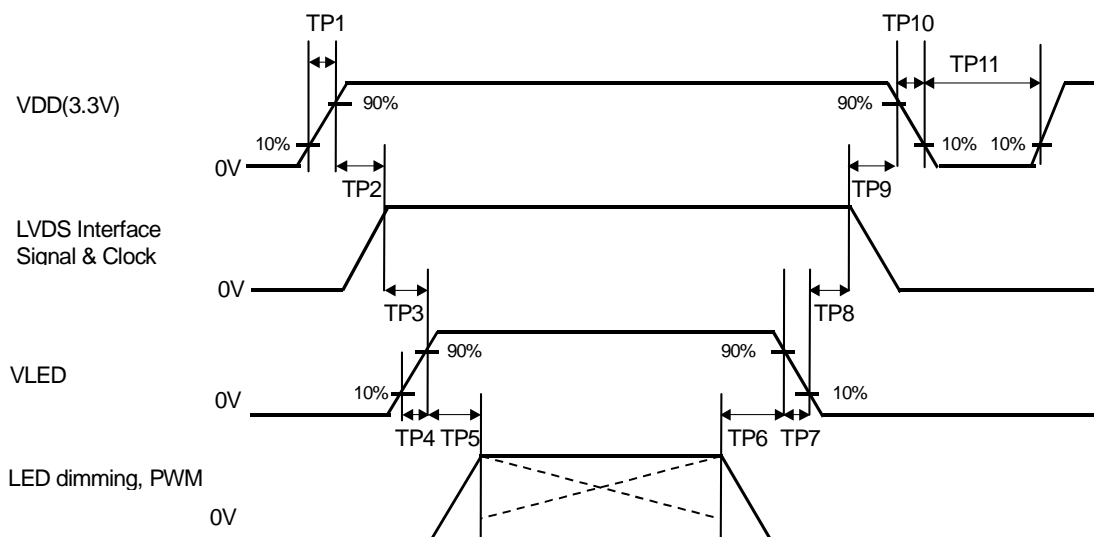 TP1
TP10
TP11
VDD(3.3V)
90%
90%
10%
10%
10%
0V
TP2
TP9
LVDS Interface
Signal & Clock
0V
TP3
TP8
VLED
90%
90%
10%
10%
0V
TP4
TP5
TP6
TP7
LED dimming, PWM
0V